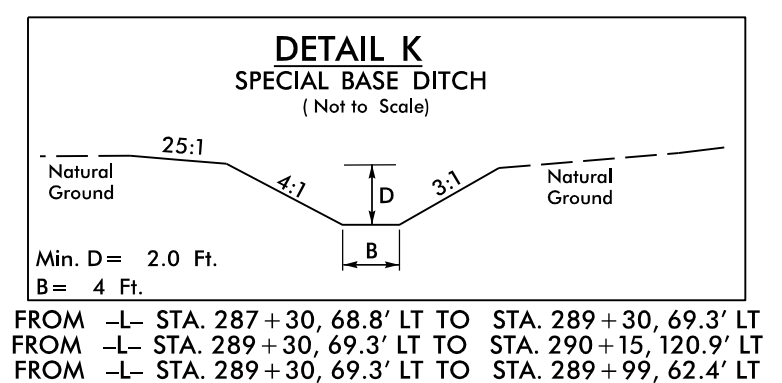 DETAIL K
SPECIAL BASE DITCH
( Not to Scale)
25:1
Natural
Ground
4:1
D
3:1
Natural
Ground
B
Min. D = 2.0 Ft.
B = 4 Ft.
FROM -L- STA. 287 + 30, 68.8' LT TO STA. 289 + 30, 69.3' LT
FROM -L- STA. 289 + 30, 69.3' LT TO STA. 290 + 15, 120.9' LT
FROM -L- STA. 289 + 30, 69.3' LT TO STA. 289 + 99, 62.4' LT